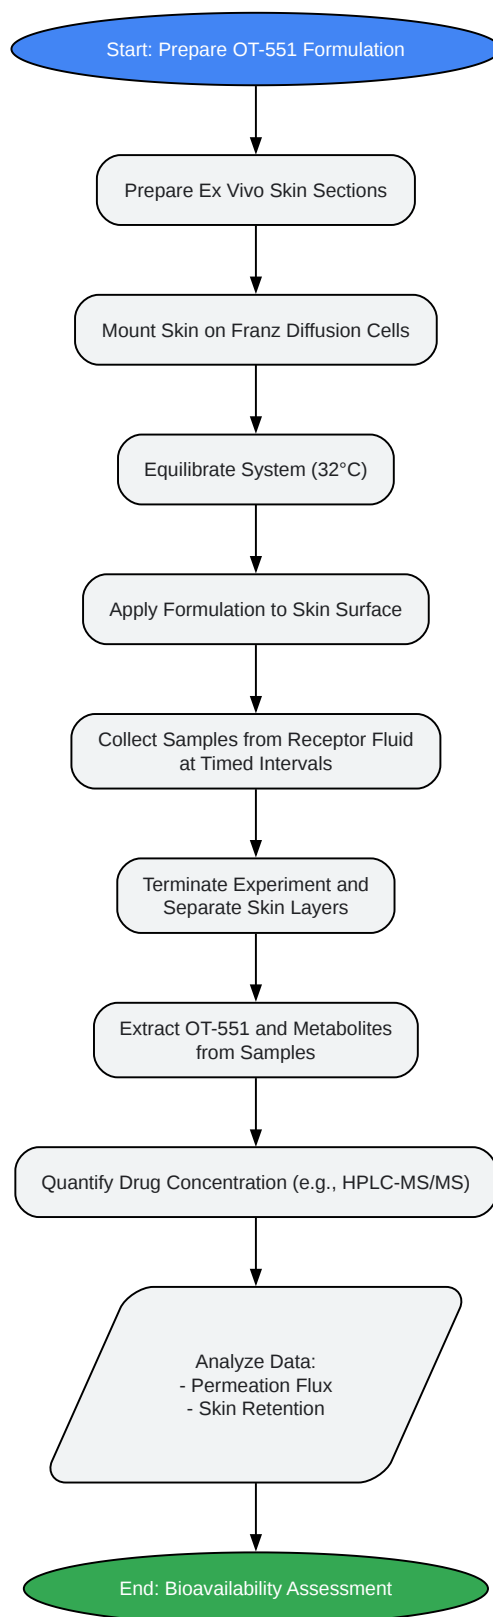 Start: Prepare OT-551 Formulation
Prepare Ex Vivo Skin Sections
Mount Skin on Franz Diffusion Cells
Equilibrate System (32°C)
Apply Formulation to Skin Surface
Collect Samples from Receptor Fluid
at Timed Intervals
Terminate Experiment and
Separate Skin Layers
Extract OT-551 and Metabolites
from Samples
Quantify Drug Concentration (e.g., HPLC-MS/MS)
Analyze Data:
- Permeation Flux
- Skin Retention
End: Bioavailability Assessment